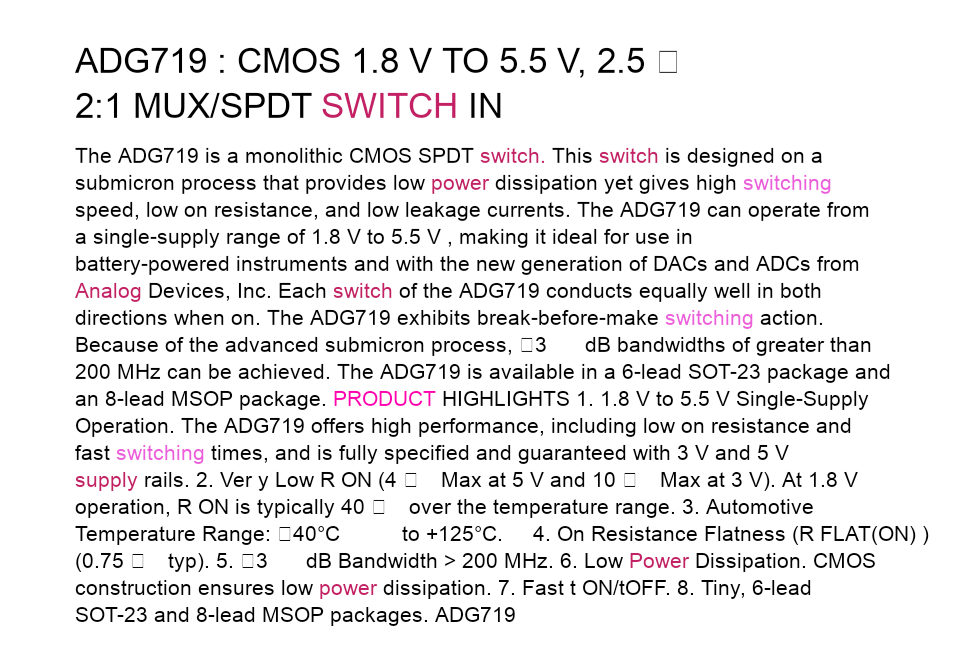 ADG719 : CMOS 1.8 V TO 5.5 V, 2.5 □
2:1 MUX/SPDT SWITCH IN
The ADG719 is a monolithic CMOS SPDT switch. This switch is designed on a
submicron process that provides low power dissipation yet gives high switching
speed, low on resistance, and low leakage currents. The ADG719 can operate from
a single-supply range of 1.8 V to 5.5 V , making it ideal for use in
battery-powered instruments and with the new generation of DACs and ADCs from
Analog Devices, Inc. Each switch of the ADG719 conducts equally well in both
directions when on. The ADG719 exhibits break-before-make switching action.
Because of the advanced submicron process, □3 dB bandwidths of greater than
200 MHz can be achieved. The ADG719 is available in a 6-lead SOT-23 package and
an 8-lead MSOP package. PRODUCT HIGHLIGHTS 1. 1.8 V to 5.5 V Single-Supply
Operation. The ADG719 offers high performance, including low on resistance and
fast switching times, and is fully specified and guaranteed with 3 V and 5 V
supply rails. 2. Ver y Low R ON (4 □ Max at 5 V and 10 □ Max at 3 V). At 1.8 V
operation, R ON is typically 40 □ over the temperature range. 3. Automotive
Temperature Range: □40°C to +125°C. 4. On Resistance Flatness (R FLAT(ON) )
(0.75 □ typ). 5. □3 dB Bandwidth > 200 MHz. 6. Low Power Dissipation. CMOS
construction ensures low power dissipation. 7. Fast t ON/tOFF. 8. Tiny, 6-lead
SOT-23 and 8-lead MSOP packages. ADG719